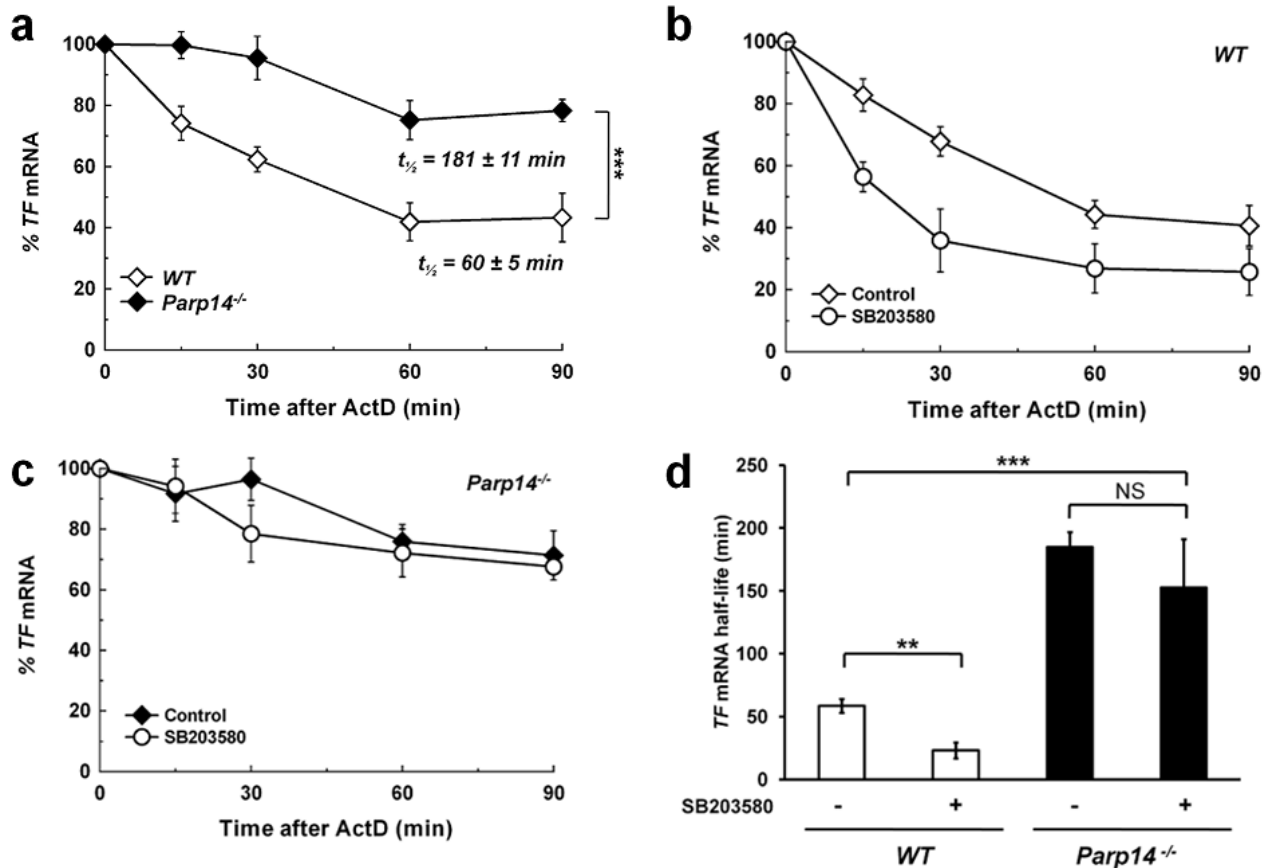 a
% TF mRNA
100
80
60
40
20
0
t½ = 181 ± 11 min
***
t½ = 60 ± 5 min
WT
Parp14-/-
0 30 60 90
Time after ActD (min)
b
WT
% TF mRNA
100
80
60
40
20
0
Control
SB203580
0 30 60 90
Time after ActD (min)
c
Parp14-/-
% TF mRNA
100
80
60
40
20
0
Control
SB203580
0 30 60 90
Time after ActD (min)
d
TF mRNA half-life (min)
250
200
150
100
50
0
***
NS
**
SB203580 - + - +
WT Parp14 -/-